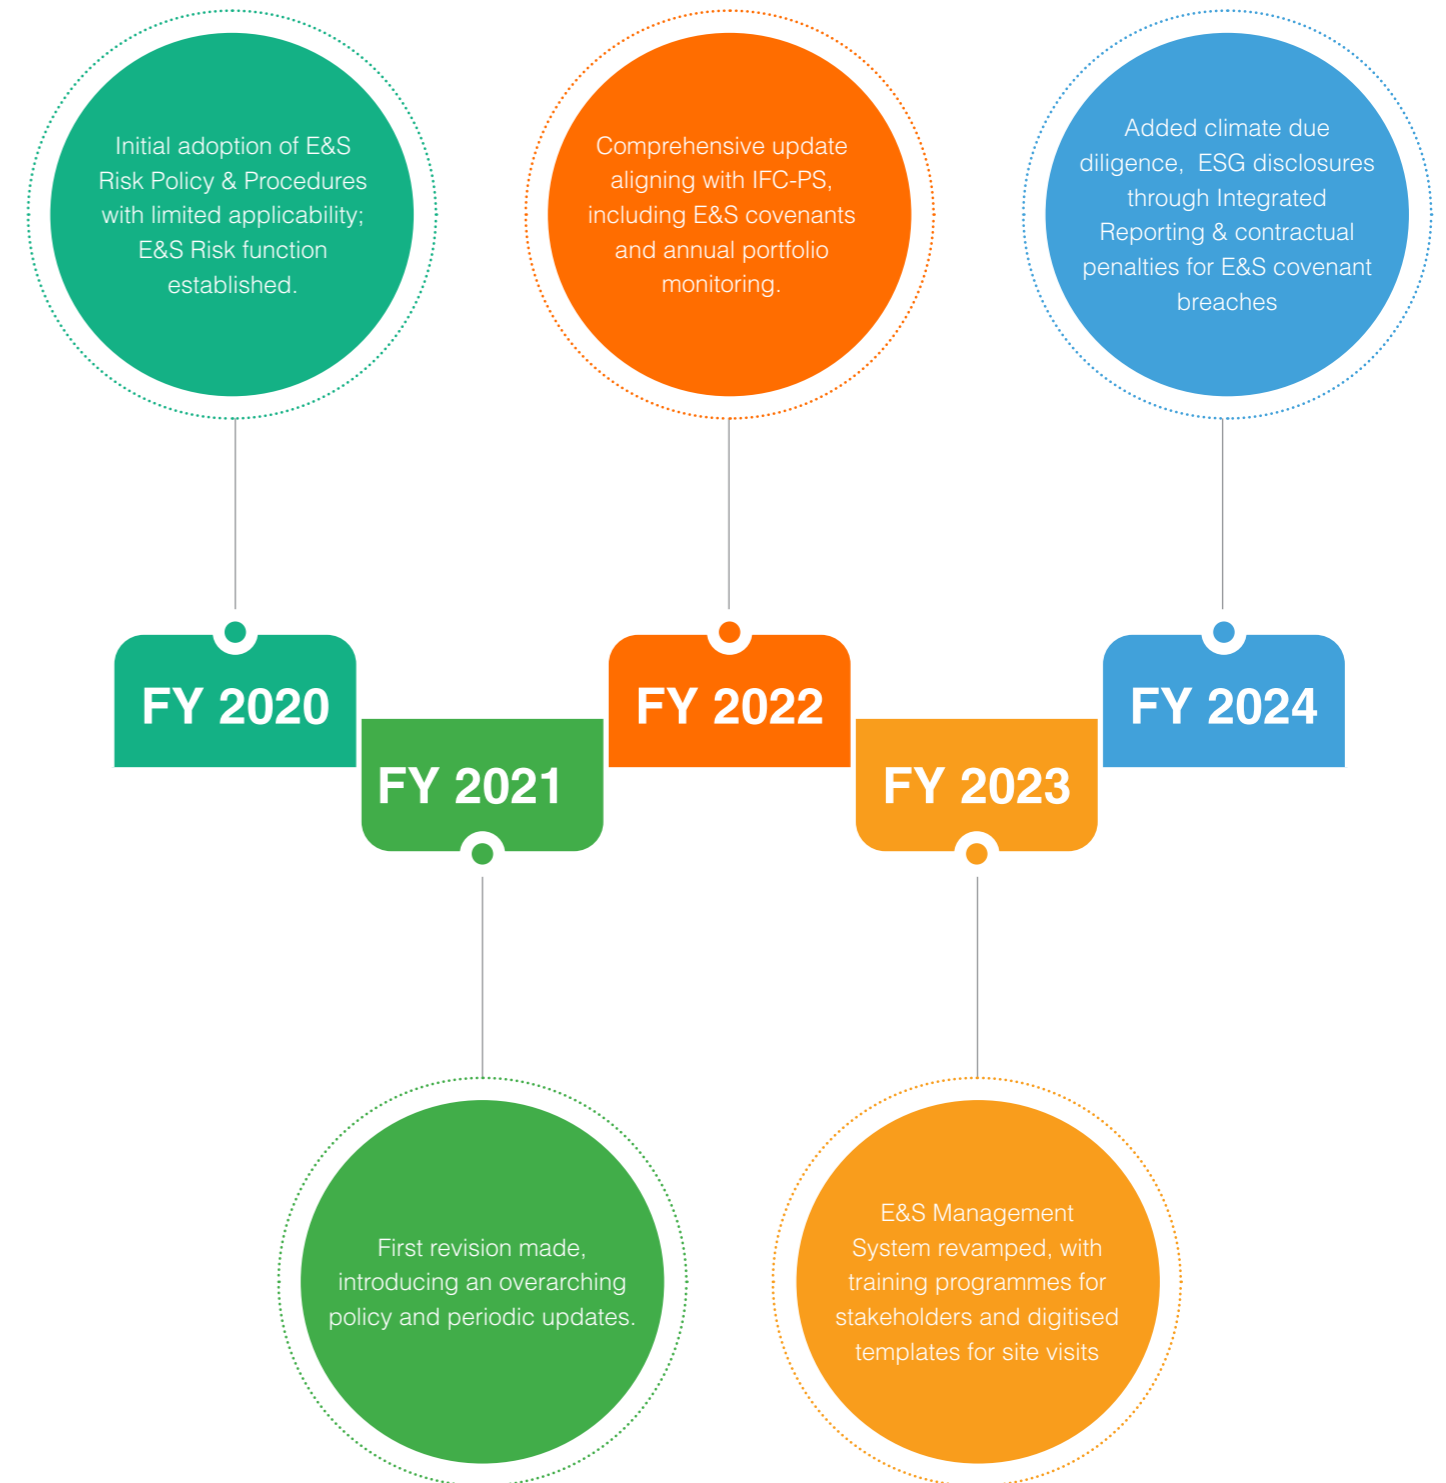 Initial adoption of E&S
Risk Policy & Procedures
with limited applicability;
E&S Risk function
established.
Comprehensive update
aligning with IFC-PS,
including E&S covenants
and annual portfolio
monitoring.
Added climate due
diligence, ESG disclosures
through Integrated
Reporting & contractual
penalties for E&S covenant
breaches
FY 2020
FY 2021
FY 2022
FY 2023
FY 2024
First revision made,
introducing an overarching
policy and periodic updates.
E&S Management
System revamped, with
training programmes for
stakeholders and digitised
templates for site visits